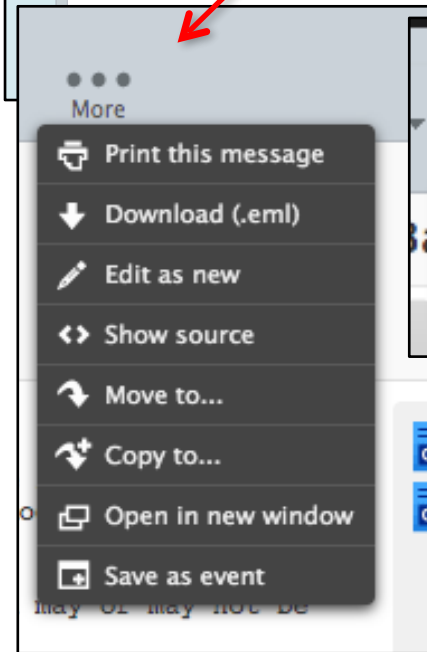 More
Print this message
Download (.eml)
Edit as new
Show source
Move to...
Copy to...
Open in new window
Save as event
may or may not be